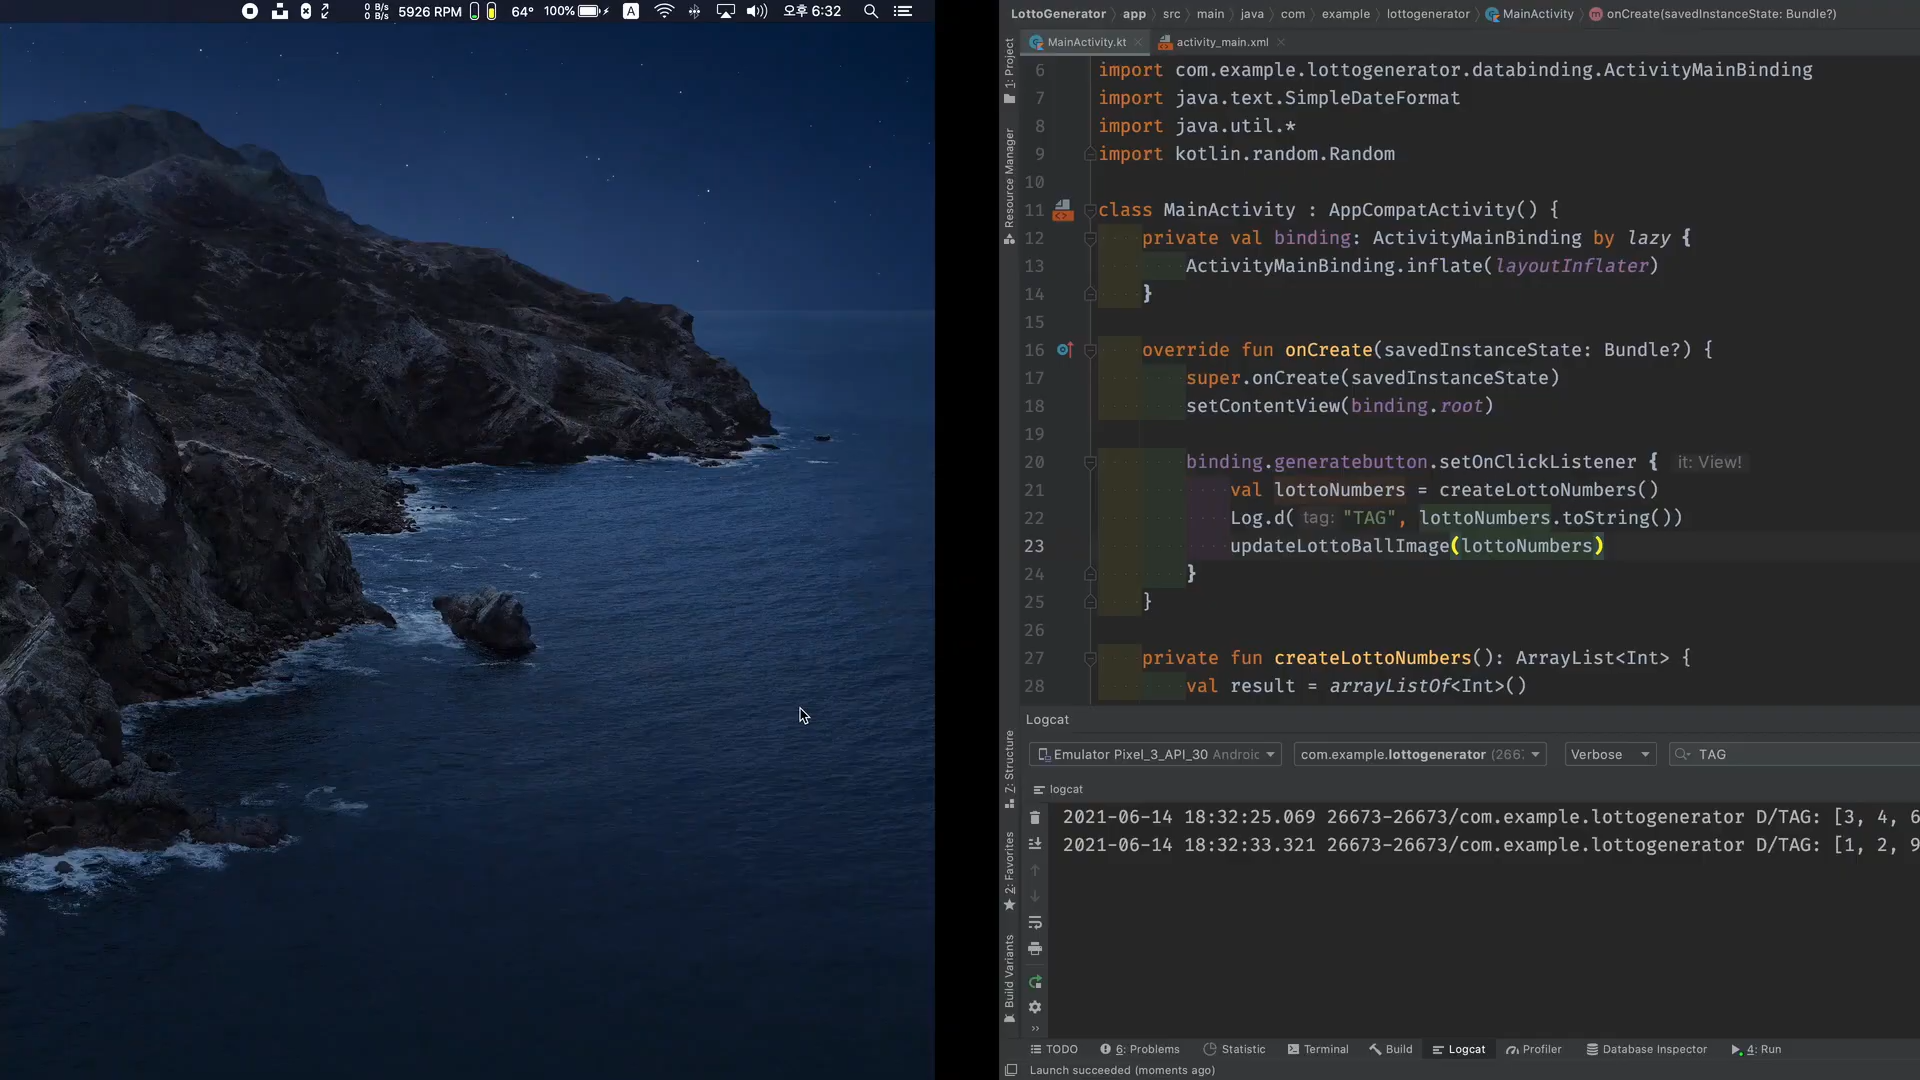 0 B/s
0 B/s
5926 RPM
64°
100%
A
오후 6:32
LottoGenerator app src main java com example lottogenerator MainActivity onCreate(savedInstanceState: Bundle?)
MainActivity.kt
activity_main.xml
1: Project
Resource Manager
7: Structure
2: Favorites
Build Variants
6 import com.example.lottogenerator.databinding.ActivityMainBinding
7 import java.text.SimpleDateFormat
8 import java.util.*
9 import kotlin.random.Random
10
11 class MainActivity : AppCompatActivity() {
12 private val binding: ActivityMainBinding by lazy {
13 ActivityMainBinding.inflate(layoutInflater)
14 }
15
16 override fun onCreate(savedInstanceState: Bundle?) {
17 super.onCreate(savedInstanceState)
18 setContentView(binding.root)
19
20 binding.generatebutton.setOnClickListener { it: View!
21 val lottoNumbers = createLottoNumbers()
22 Log.d( tag: "TAG", lottoNumbers.toString())
23 updateLottoBallImage(lottoNumbers)
24 }
25 }
26
27 private fun createLottoNumbers(): ArrayList<Int> {
28 val result = arrayListOf<Int>()
Logcat
Emulator Pixel_3_API_30 Android
com.example.lottogenerator (266
Verbose
TAG
logcat
2021-06-14 18:32:25.069 26673-26673/com.example.lottogenerator D/TAG: [3, 4, 6
2021-06-14 18:32:33.321 26673-26673/com.example.lottogenerator D/TAG: [1, 2, 9
TODO
6: Problems
Statistic
Terminal
Build
Logcat
Profiler
Database Inspector
4: Run
Launch succeeded (moments ago)